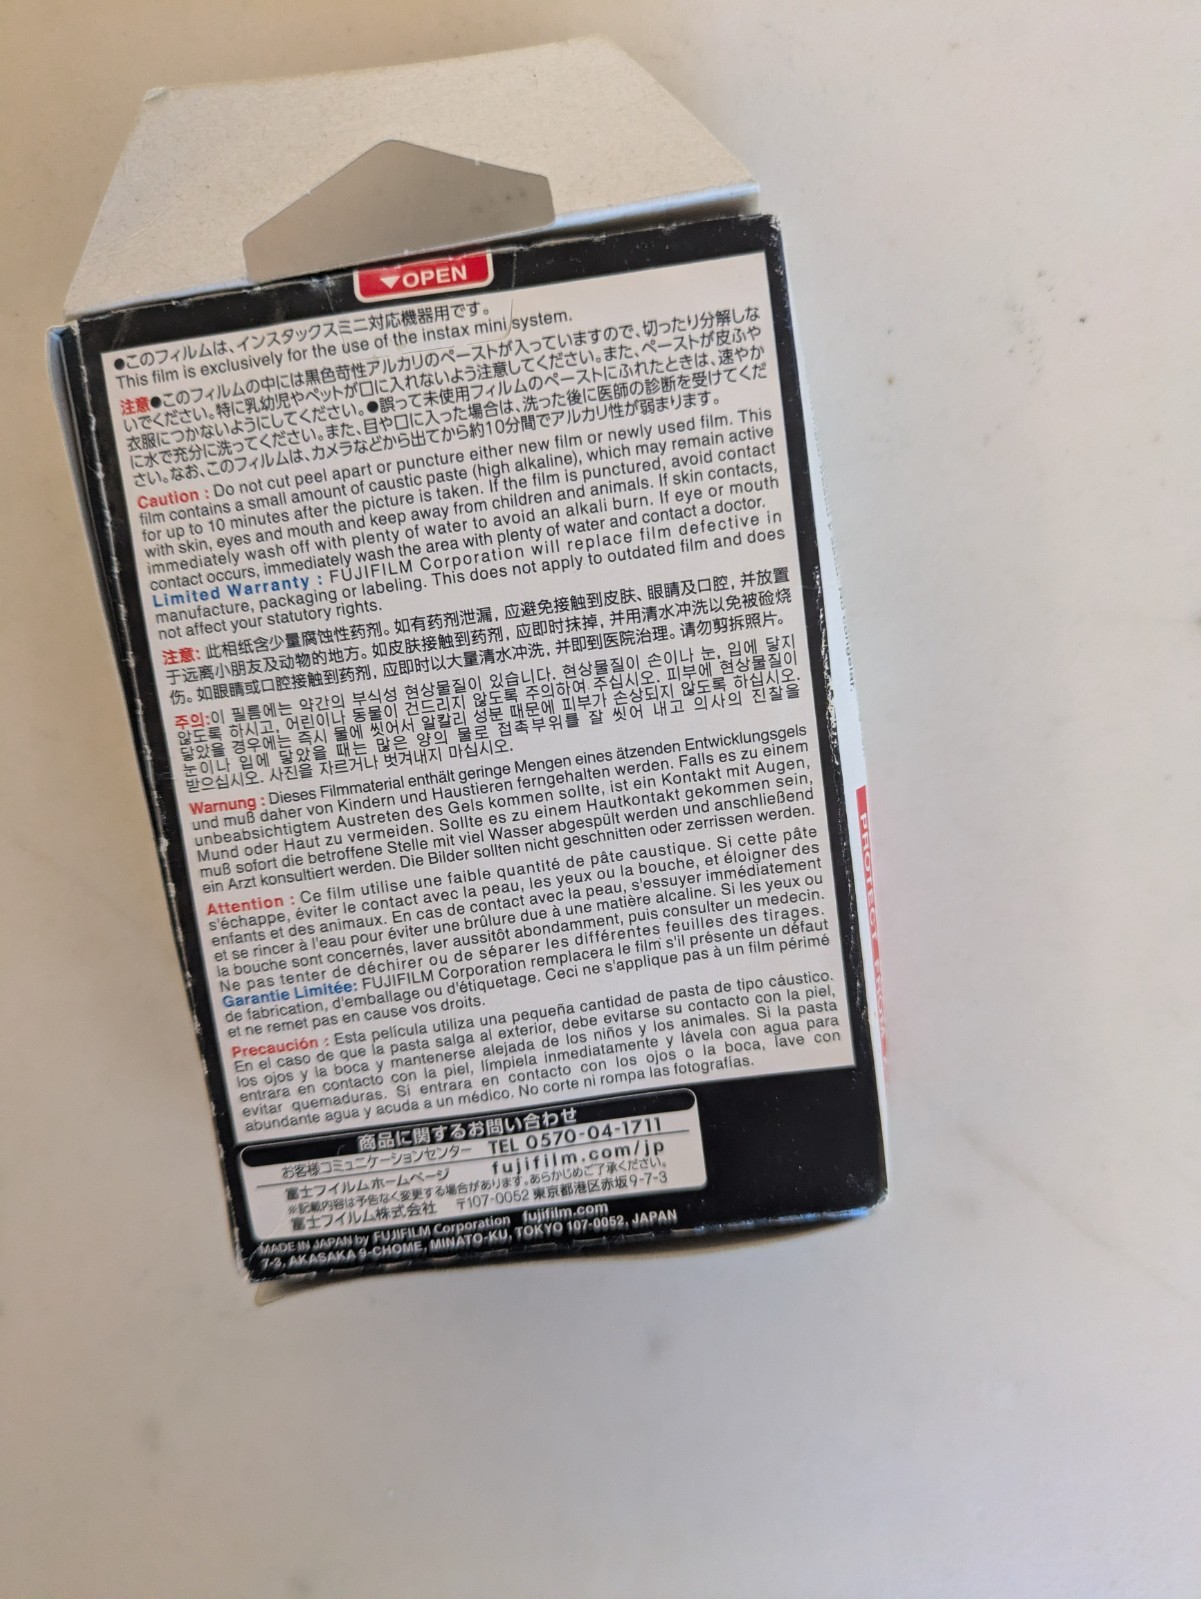 ▼OPEN
●このフィルムは、インスタックスミニ対応機器用です。
This film is exclusively for the use of the instax mini system.
注意●このフィルムの中には黒色苛性アルカリのペーストが入っていますので、切ったり分解しな
いでください。特に乳幼児やペットが口に入れないよう注意してください。また、ペーストが皮ふや
衣服につかないようにしてください。●誤って未使用フィルムのペーストにふれたときは、速やか
に水で充分に洗ってください。また、目や口に入った場合は、洗った後に医師の診断を受けてくだ
さい。なお、このフィルムは、カメラなどから出てから約10分間でアルカリ性が弱まります。
Caution : Do not cut peel apart or puncture either new film or newly used film. This
film contains a small amount of caustic paste (high alkaline), which may remain active
for up to 10 minutes after the picture is taken. If the film is punctured, avoid contact
with skin, eyes and mouth and keep away from children and animals. If skin contacts,
immediately wash off with plenty of water to avoid an alkali burn. If eye or mouth
contact occurs, immediately wash the area with plenty of water and contact a doctor.
Limited Warranty : FUJIFILM Corporation will replace film defective in
manufacture, packaging or labeling. This does not apply to outdated film and does
not affect your statutory rights.
注意: 此相纸含少量腐蚀性药剂。如有药剂泄漏, 应避免接触到皮肤、眼睛及口腔, 并放置
于远离小朋友及动物的地方。如皮肤接触到药剂, 应即时抹掉, 并用清水冲洗以免被碱烧
伤。如眼睛或口腔接触到药剂, 应即时以大量清水冲洗, 并即到医院治理。请勿剪拆照片。
주의:이 필름에는 약간의 부식성 현상물질이 있습니다. 현상물질이 손이나 눈, 입에 닿지
않도록 하시고, 어린이나 동물이 건드리지 않도록 주의하여 주십시오. 피부에 현상물질이
닿았을 경우에는 즉시 물에 씻어서 알칼리 성분 때문에 피부가 손상되지 않도록 하십시오.
눈이나 입에 닿았을 때는 많은 양의 물로 접촉부위를 잘 씻어 내고 의사의 진찰을
받으십시오. 사진을 자르거나 벗겨내지 마십시오.
Warnung : Dieses Filmmaterial enthält geringe Mengen eines ätzenden Entwicklungsgels
und muß daher von Kindern und Haustieren ferngehalten werden. Falls es zu einem
unbeabsichtigtem Austreten des Gels kommen sollte, ist ein Kontakt mit Augen,
Mund oder Haut zu vermeiden. Sollte es zu einem Hautkontakt gekommen sein,
muß sofort die betroffene Stelle mit viel Wasser abgespült werden und anschließend
ein Arzt konsultiert werden. Die Bilder sollten nicht geschnitten oder zerrissen werden.
Attention : Ce film utilise une faible quantité de pâte caustique. Si cette pâte
s'échappe, éviter le contact avec la peau, les yeux ou la bouche, et éloigner des
enfants et des animaux. En cas de contact avec la peau, s'essuyer immédiatement
et se rincer à l'eau pour éviter une brûlure due à une matière alcaline. Si les yeux ou
la bouche sont concernés, laver aussitôt abondamment, puis consulter un medecin.
Ne pas tenter de déchirer ou de séparer les différentes feuilles des tirages.
Garantie Limitée: FUJIFILM Corporation remplacera le film s'il présente un défaut
de fabrication, d'emballage ou d'étiquetage. Ceci ne s'applique pas à un film périmé
et ne remet pas en cause vos droits.
Precaución : Esta película utiliza una pequeña cantidad de pasta de tipo cáustico.
En el caso de que la pasta salga al exterior, debe evitarse su contacto con la piel,
los ojos y la boca y mantenerse alejada de los niños y los animales. Si la pasta
entrara en contacto con la piel, límpiela inmediatamente y lávela con agua para
evitar quemaduras. Si entrara en contacto con los ojos o la boca, lave con
abundante agua y acuda a un médico. No corte ni rompa las fotografías.
商品に関するお問い合わせ
お客様コミュニケーションセンター TEL 0570-04-1711
富士フイルムホームページ fujifilm.com/jp
※記載内容は予告なく変更する場合があります。あらかじめご了承ください。
富士フイルム株式会社 〒107-0052 東京都港区赤坂9-7-3
MADE IN JAPAN by FUJIFILM Corporation fujifilm.com
7-3, AKASAKA 9-CHOME, MINATO-KU, TOKYO 107-0052, JAPAN
PROTECT FROM